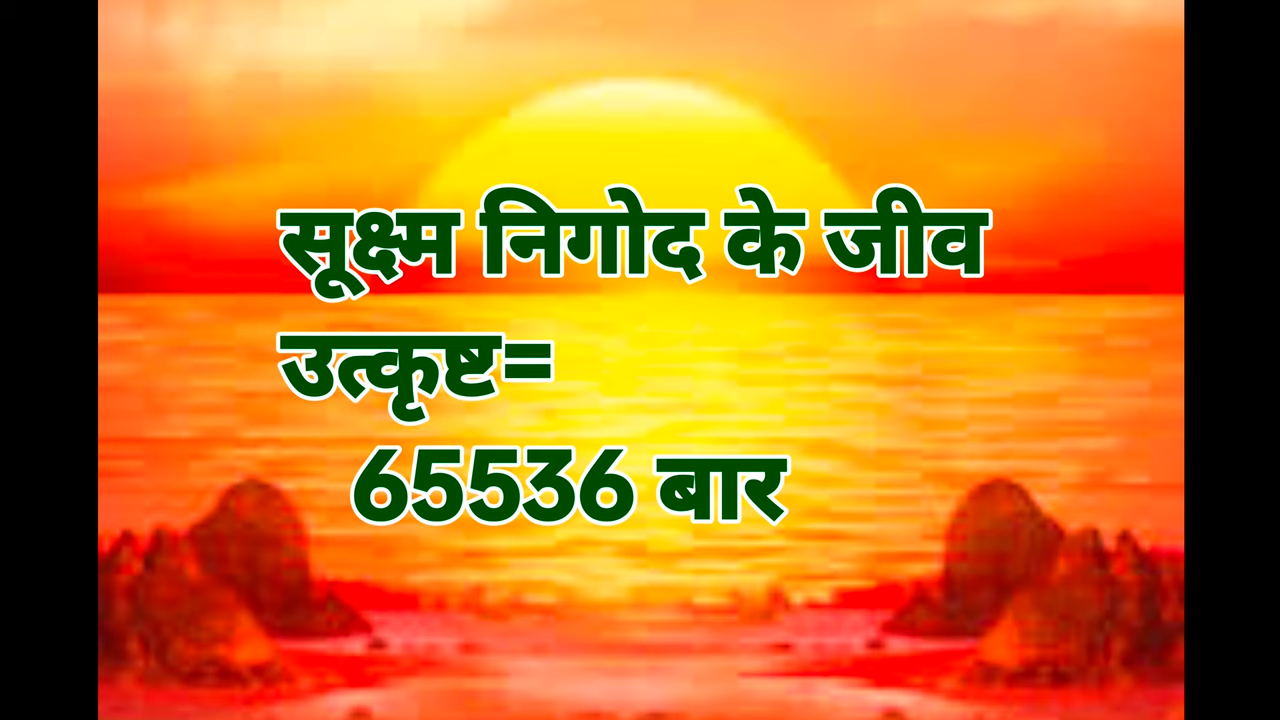 सूक्ष्म निगोद के जीव
उत्कृष्ट=
65536 बार